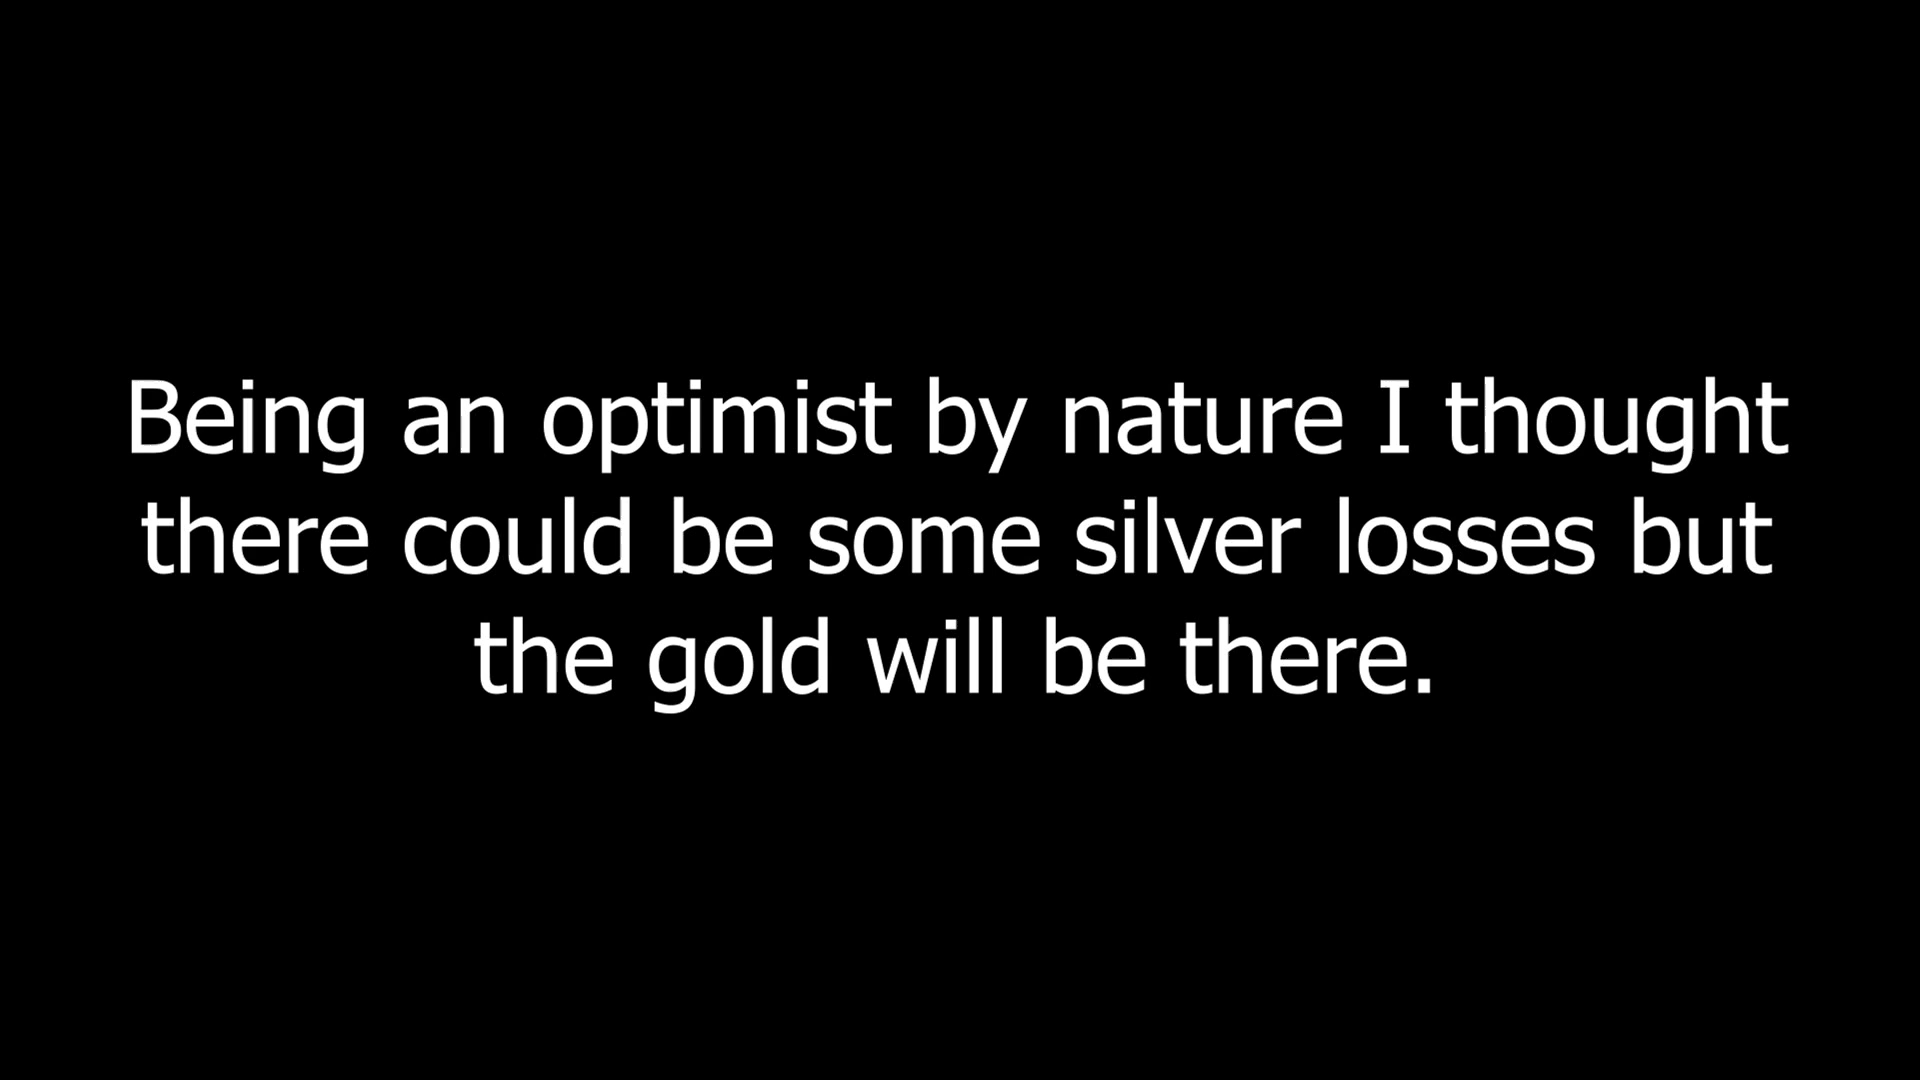 Being an optimist by nature I thought
there could be some silver losses but
the gold will be there.